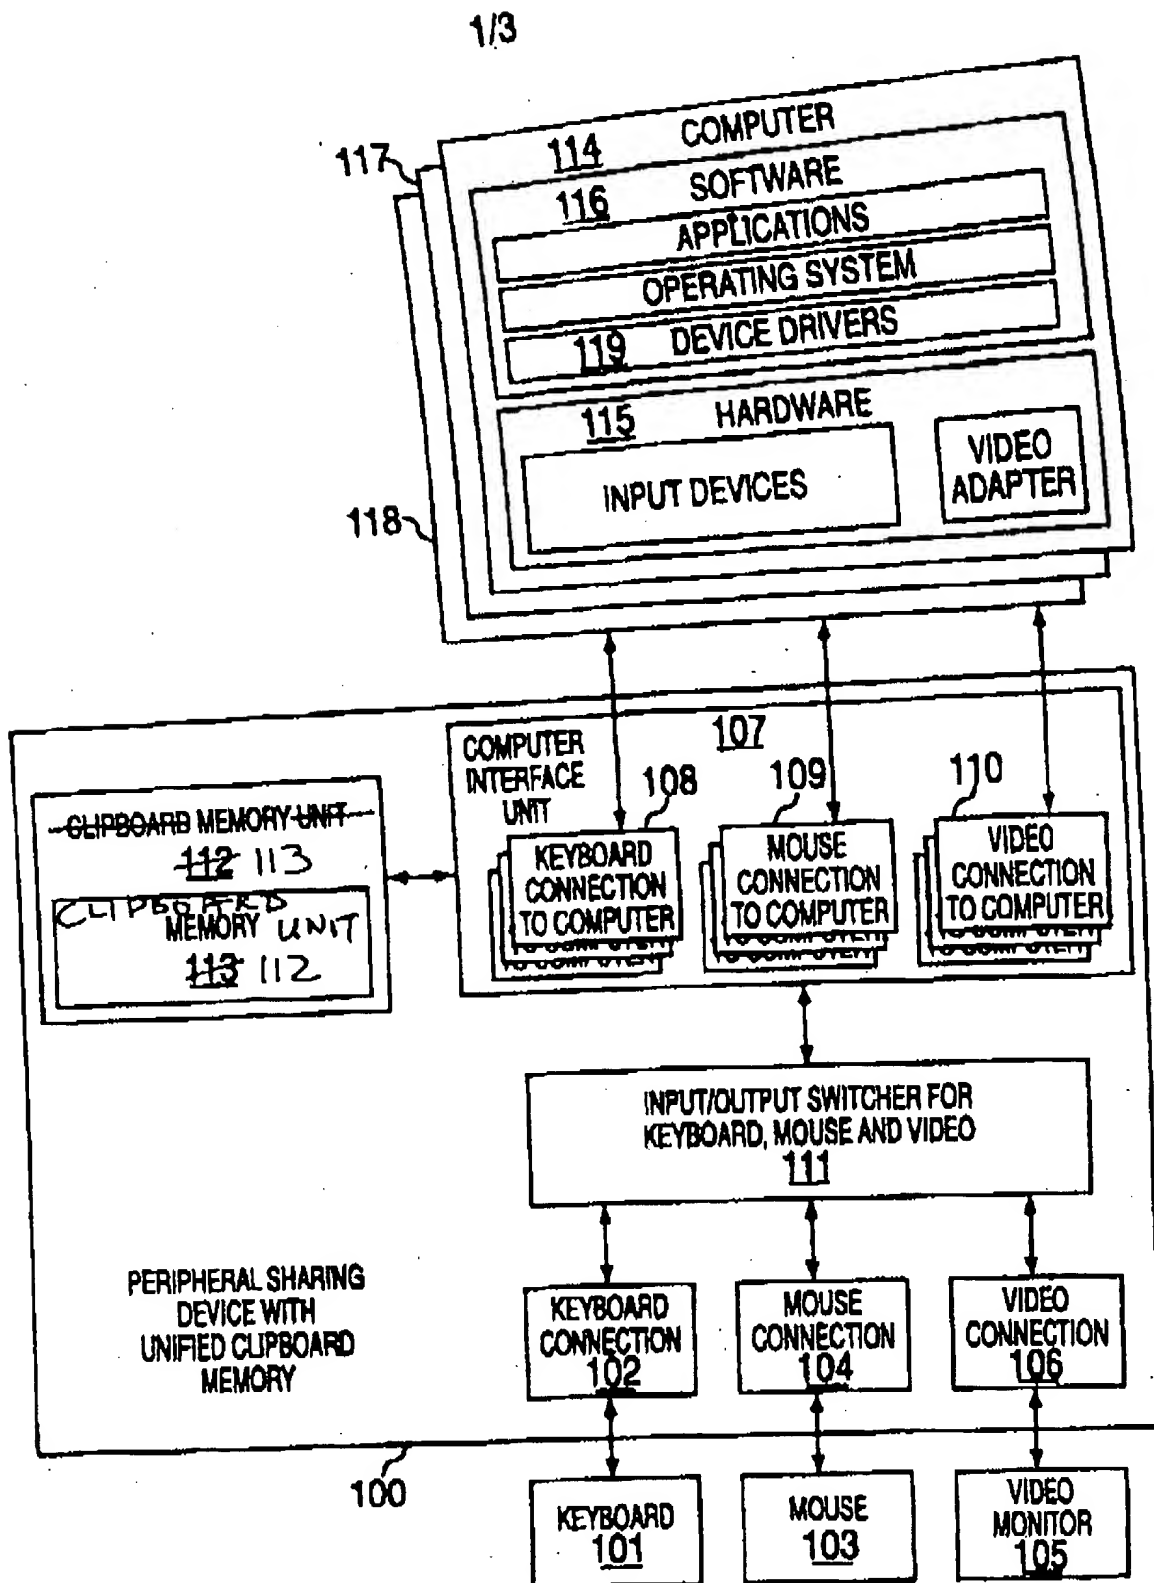 1/3
COMPUTER
114
117
SOFTWARE
116
APPLICATIONS
OPERATING SYSTEM
DEVICE DRIVERS
119
HARDWARE
115
INPUT DEVICES
VIDEO
ADAPTER
118
107
COMPUTER
INTERFACE
UNIT
108
109
110
KEYBOARD
CONNECTION
TO COMPUTER
MOUSE
CONNECTION
TO COMPUTER
VIDEO
CONNECTION
TO COMPUTER
CLIPBOARD MEMORY UNIT
112 113
CLIPBOARD
MEMORY UNIT
113 112
INPUT/OUTPUT SWITCHER FOR
KEYBOARD, MOUSE AND VIDEO
111
PERIPHERAL SHARING
DEVICE WITH
UNIFIED CLIPBOARD
MEMORY
KEYBOARD
CONNECTION
102
MOUSE
CONNECTION
104
VIDEO
CONNECTION
106
100
KEYBOARD
101
MOUSE
103
VIDEO
MONITOR
105